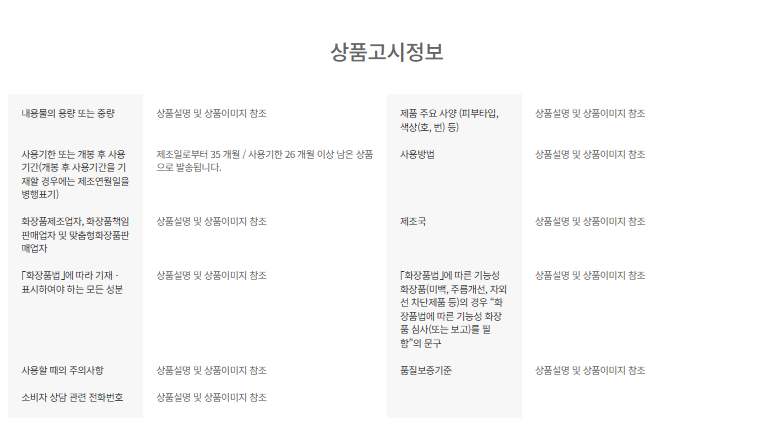 상품고시정보
내용물의 용량 또는 중량
상품설명 및 상품이미지 참조
제품 주요 사양 (피부타입,
색상(호, 번) 등)
사용기한 또는 개봉 후 사용
기간(개봉 후 사용기간을 기
재할 경우에는 제조연월일을
병행표기)
제조일로부터 35 개월 / 사용기한 26 개월 이상 남은 상품
으로 발송됩니다.
상품설명 및 상품이미지 참조
사용방법
상품설명 및 상품이미지 참조
화장품제조업자, 화장품책임
판매업자 및 맞춤형화장품판
매업자
상품설명 및 상품이미지 참조
제조국
상품설명 및 상품이미지 참조
「화장품법」에 따라 기재 ·
표시하여야 하는 모든 성분
상품설명 및 상품이미지 참조
「화장품법」에 따른 기능성
화장품(미백, 주름개선, 자외
선 차단제품 등)의 경우 "화
장품법에 따른 기능성 화장
품 심사(또는 보고)를 필
함"의 문구
상품설명 및 상품이미지 참조
사용할 때의 주의사항
상품설명 및 상품이미지 참조
품질보증기준
상품설명 및 상품이미지 참조
소비자 상담 관련 전화번호
상품설명 및 상품이미지 참조